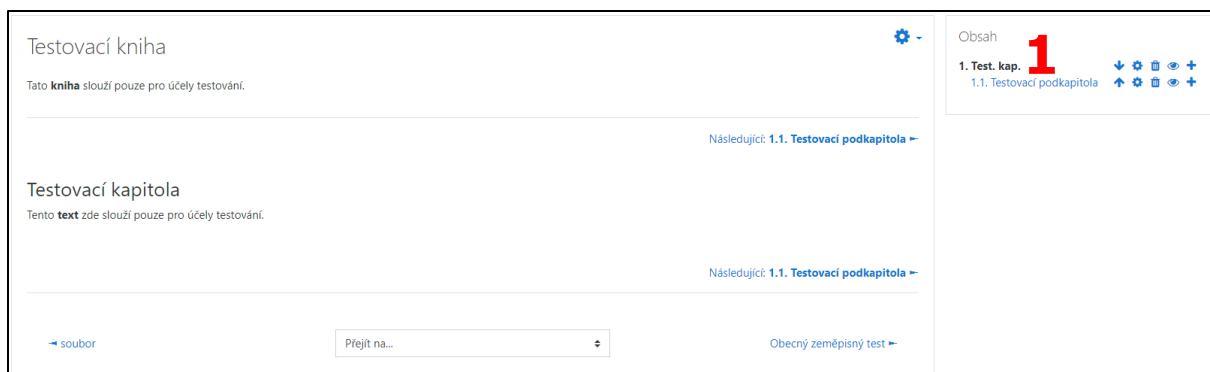 Testovací kniha
Tato kniha slouží pouze pro účely testování.
Následující: 1.1. Testovací podkapitola
Testovací kapitola
Tento text zde slouží pouze pro účely testování.
Následující: 1.1. Testovací podkapitola
soubor
Přejít na...
Obecný zeměpisný test
Obsah
1
1. Test. kap.
1.1. Testovací podkapitola